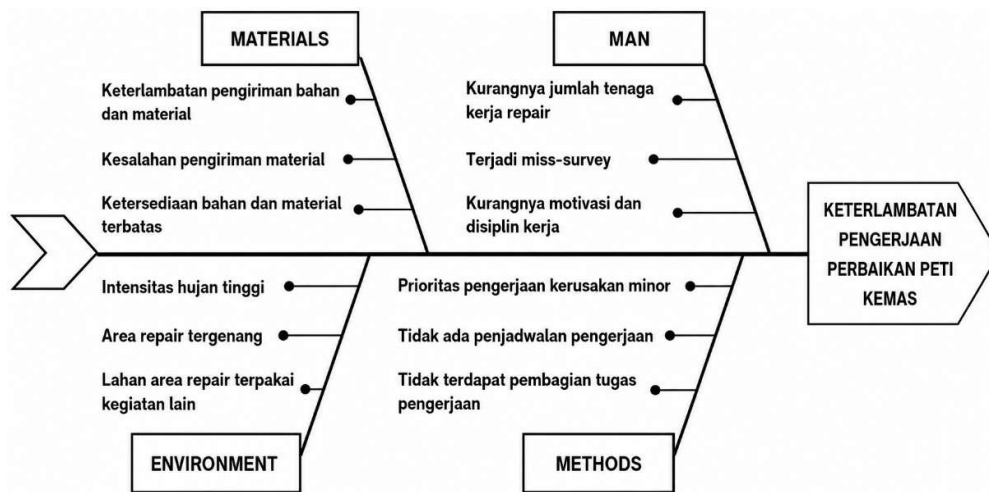 MATERIALS
MAN
Keterlambatan pengiriman bahan
dan material
Kesalahan pengiriman material
Ketersediaan bahan dan material
terbatas
Kurangnya jumlah tenaga
kerja repair
Terjadi miss-survey
Kurangnya motivasi dan
disiplin kerja
KETERLAMBATAN
PENGERJAAN
PERBAIKAN PETI
KEMAS
Intensitas hujan tinggi
Area repair tergenang
Lahan area repair terpakai
kegiatan lain
Prioritas pengerjaan kerusakan minor
Tidak ada penjadwalan pengerjaan
Tidak terdapat pembagian tugas
pengerjaan
ENVIRONMENT
METHODS